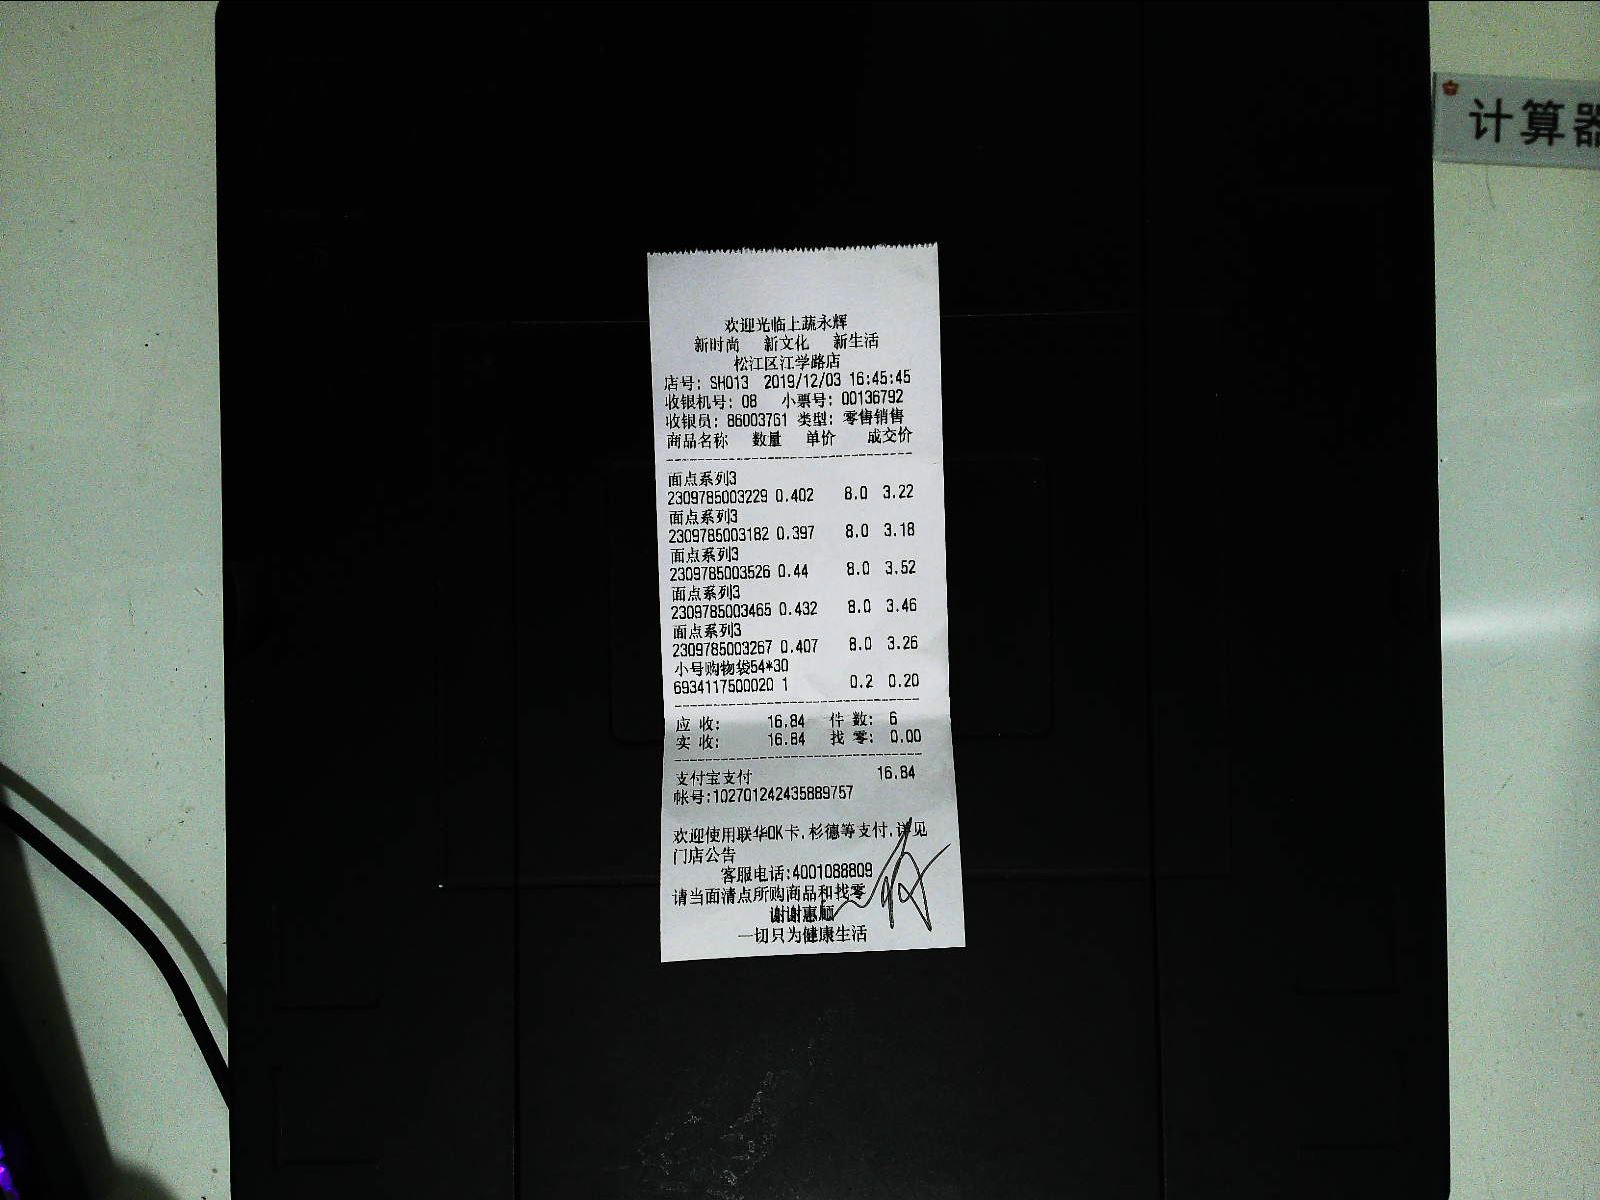 计算器
欢迎光临上蔬永辉
新时尚 新文化 新生活
松江区江学路店
店号: SH013 2019/12/03 16:45:45
收银机号: 08 小票号: 00136792
收银员: 86003761 类型: 零售销售
商品名称 数量 单价 成交价
面点系列3
2309785003229 0.402 8.0 3.22
面点系列3
2309785003182 0.397 8.0 3.18
面点系列3
2309785003526 0.44 8.0 3.52
面点系列3
2309785003465 0.432 8.0 3.46
面点系列3
2309785003267 0.407 8.0 3.26
小号购物袋54*30
6934117500020 1 0.2 0.20
应 收: 16.84 件 数: 6
实 收: 16.84 找 零: 0.00
支付宝支付 16.84
帐号:102701242435889757
欢迎使用联华OK卡,杉德等支付,详见
门店公告
客服电话:4001088809
请当面清点所购商品和找零
谢谢惠顾
一切只为健康生活